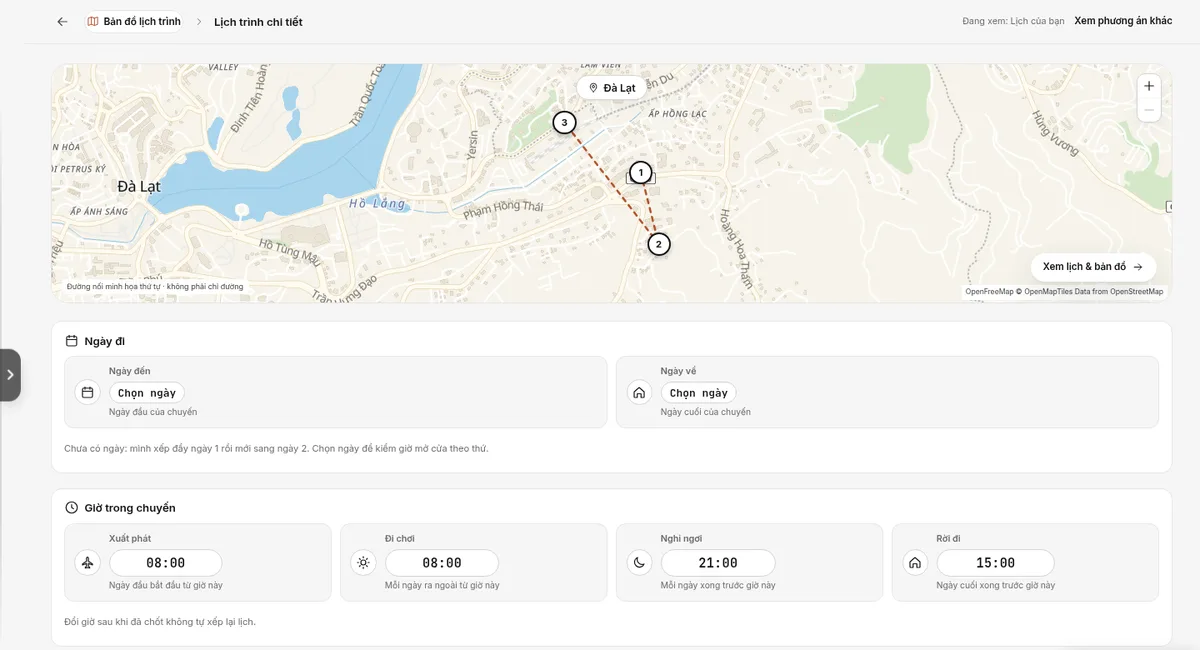 Bản đồ lịch trình
Lịch trình chi tiết
Đang xem: Lịch của bạn
Xem phương án khác
VALLEY
LAM VIEN
Đà Lạt
Đinh Tiên Hoàng
Trần Quốc Toản
Yersin
ẤP HỒNG LẠC
Hùng Vương
3
1
2
N HÒA
PETRUS KÝ
Đà Lạt
ẤP ÁNH SÁNG
Hồ Lắng
Phạm Hồng Thái
Hồ Tùng Mậu
Hoàng Hoa Thám
Trần Hưng Đạo
Xem lịch & bản đồ
Đường nối minh họa thứ tự · không phải chỉ đường
OpenFreeMap © OpenMapTiles Data from OpenStreetMap
Ngày đi
Ngày đến
Chọn ngày
Ngày đầu của chuyến
Ngày về
Chọn ngày
Ngày cuối của chuyến
Chưa có ngày: mình xếp đầy ngày 1 rồi mới sang ngày 2. Chọn ngày để kiểm giờ mở cửa theo thứ.
Giờ trong chuyến
Xuất phát
08:00
Ngày đầu bắt đầu từ giờ này
Đi chơi
08:00
Mỗi ngày ra ngoài từ giờ này
Nghỉ ngơi
21:00
Mỗi ngày xong trước giờ này
Rời đi
15:00
Ngày cuối xong trước giờ này
Đổi giờ sau khi đã chốt không tự xếp lại lịch.